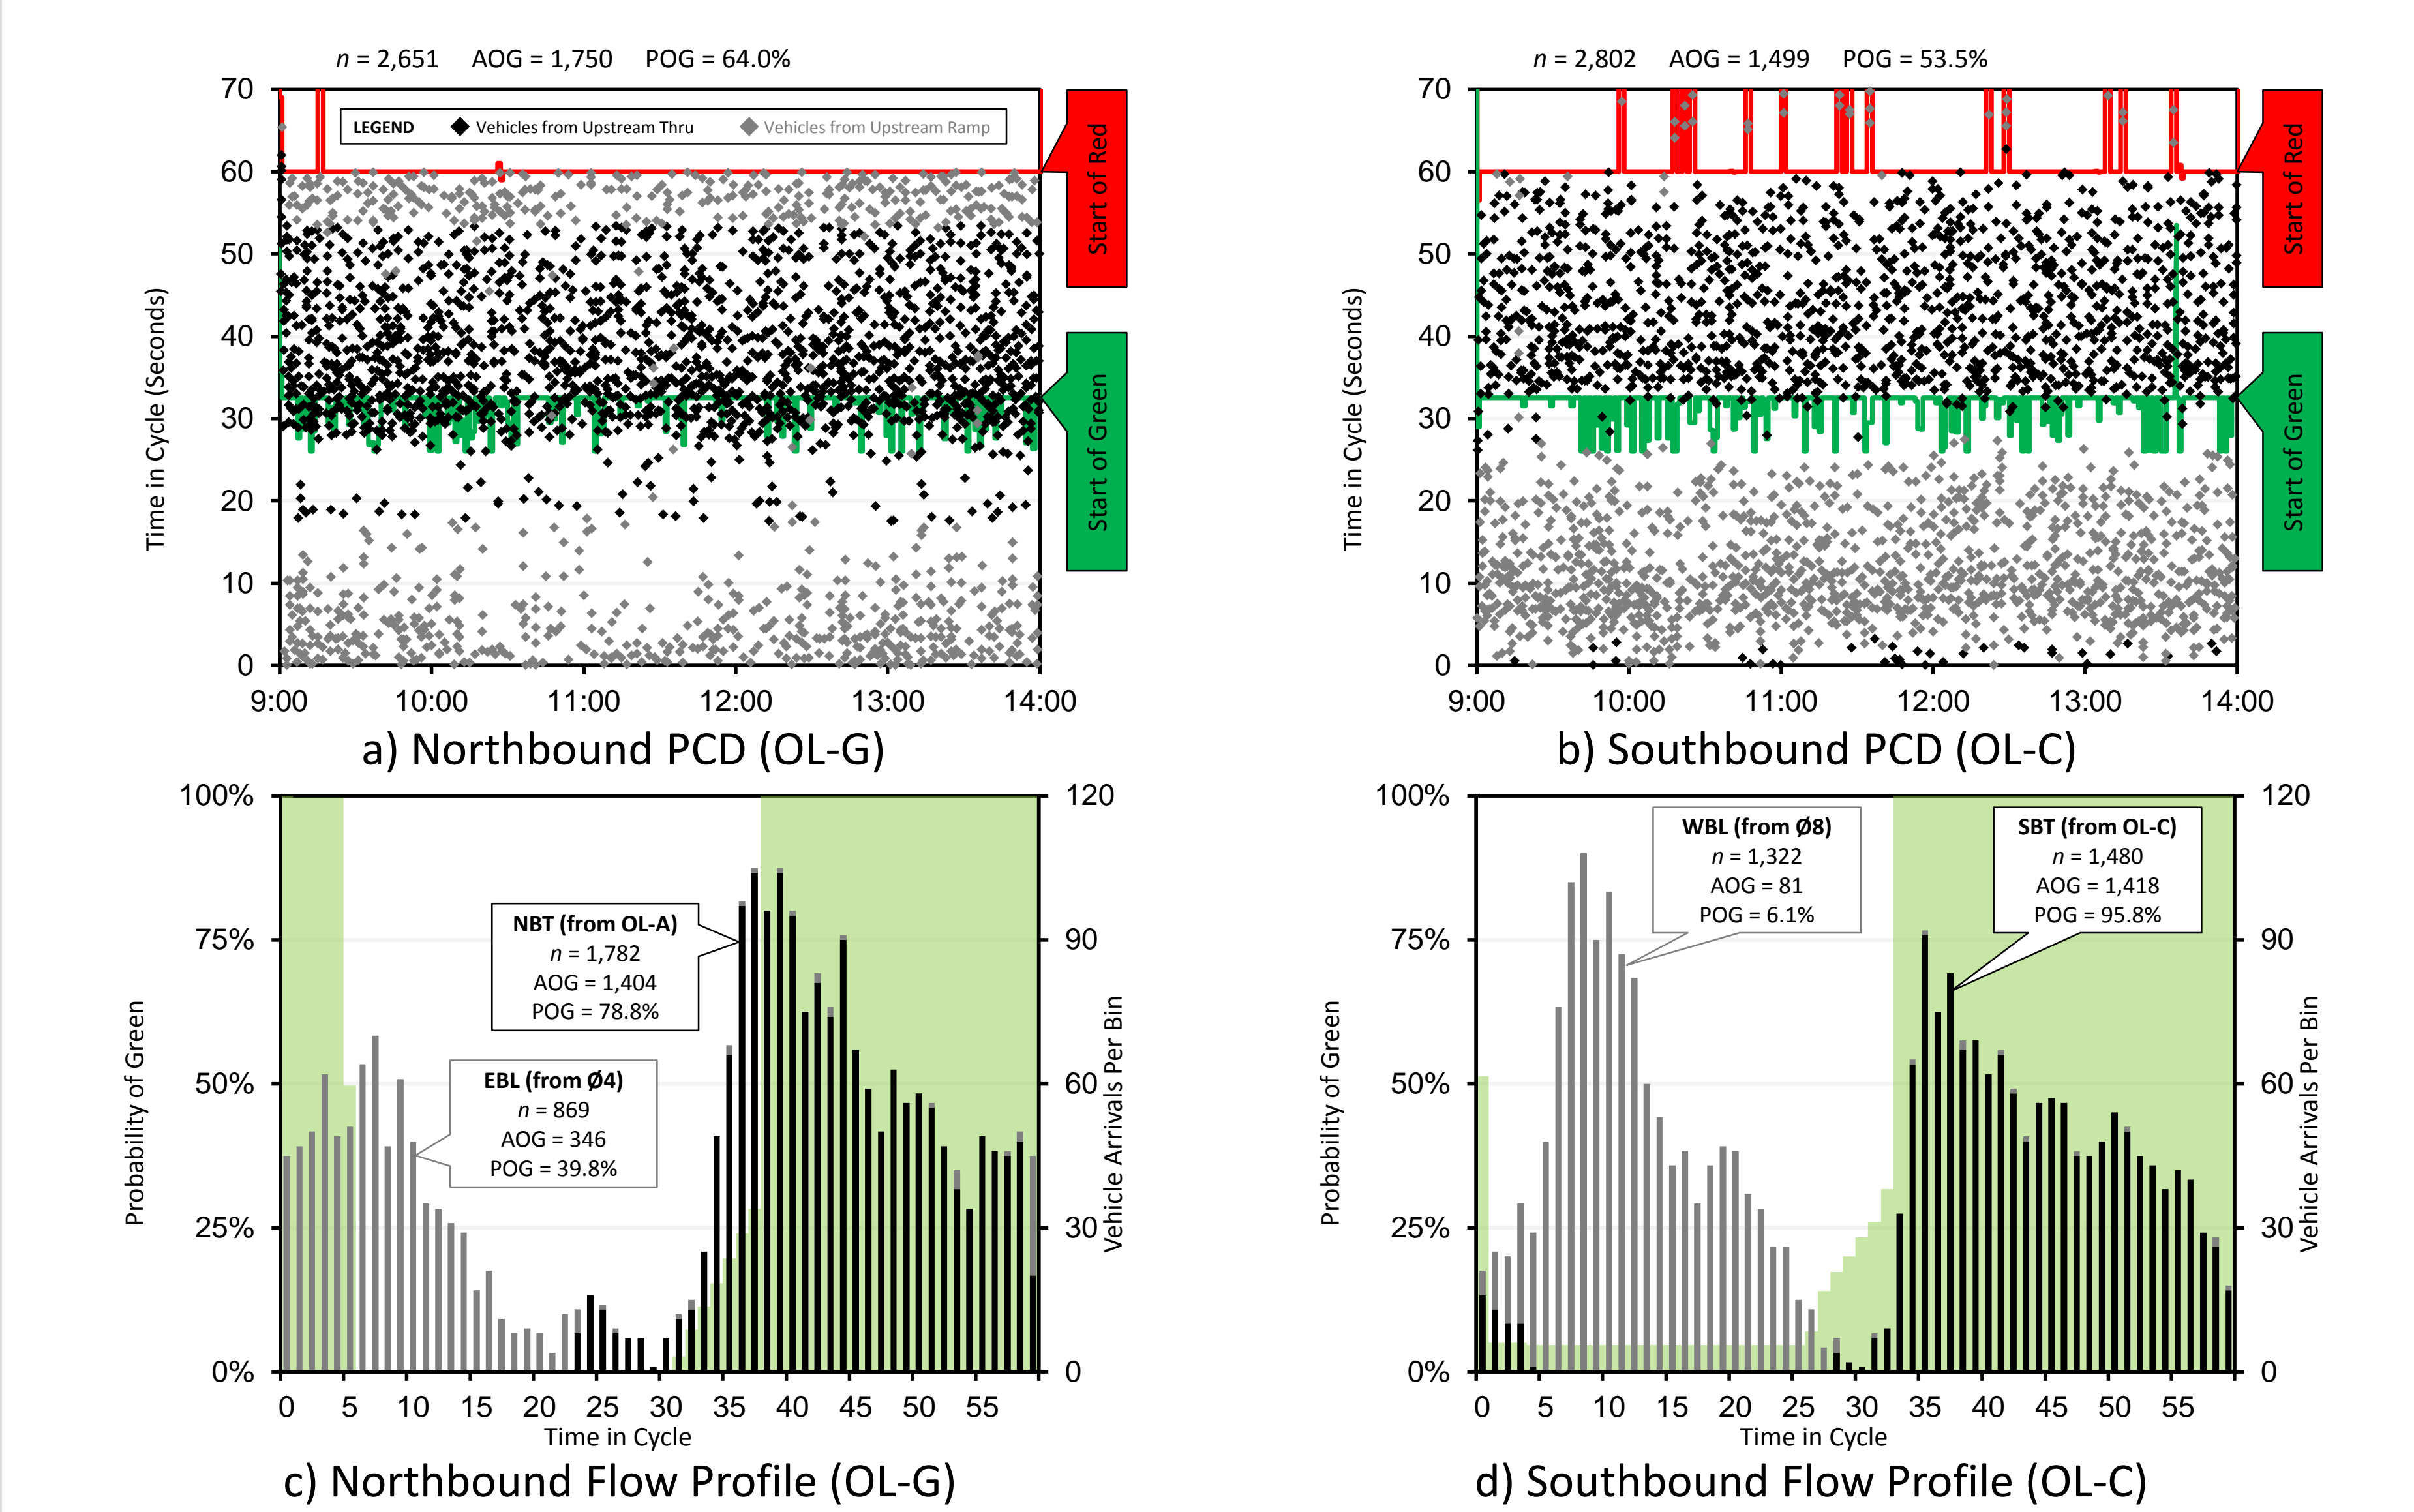 n = 2,651 AOG = 1,750 POG = 64.0%
70
60
50
40
30
20
10
0
Time in Cycle (Seconds)
LEGEND Vehicles from Upstream Thru Vehicles from Upstream Ramp
Start of Red
Start of Green
9:00 10:00 11:00 12:00 13:00 14:00
a) Northbound PCD (OL-G)
n = 2,802 AOG = 1,499 POG = 53.5%
70
60
50
40
30
20
10
0
Time in Cycle (Seconds)
Start of Red
Start of Green
9:00 10:00 11:00 12:00 13:00 14:00
b) Southbound PCD (OL-C)
100%
75%
50%
25%
0%
Probability of Green
NBT (from OL-A)
n = 1,782
AOG = 1,404
POG = 78.8%
EBL (from Ø4)
n = 869
AOG = 346
POG = 39.8%
120
90
60
30
0
Vehicle Arrivals Per Bin
0 5 10 15 20 25 30 35 40 45 50 55
Time in Cycle
c) Northbound Flow Profile (OL-G)
100%
75%
50%
25%
0%
Probability of Green
WBL (from Ø8)
n = 1,322
AOG = 81
POG = 6.1%
SBT (from OL-C)
n = 1,480
AOG = 1,418
POG = 95.8%
120
90
60
30
0
Vehicle Arrivals Per Bin
0 5 10 15 20 25 30 35 40 45 50 55
Time in Cycle
d) Southbound Flow Profile (OL-C)